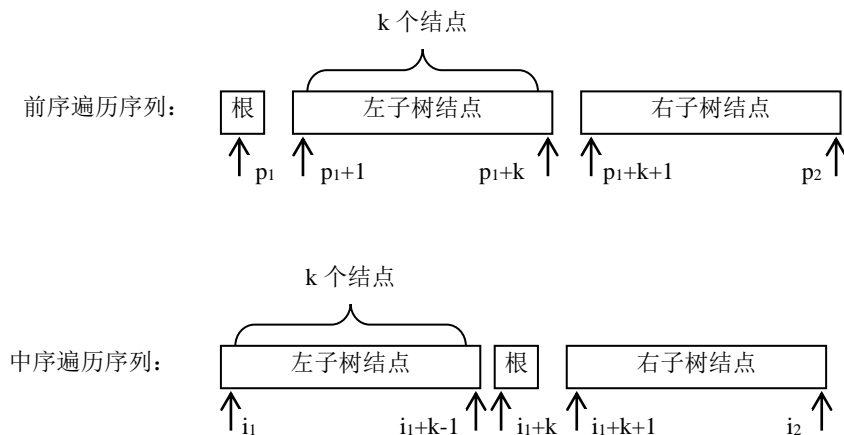 k 个结点
前序遍历序列： 根 左子树结点 右子树结点
p₁ p₁+1 p₁+k p₁+k+1 p₂
k 个结点
中序遍历序列： 左子树结点 根 右子树结点
i₁ i₁+k-1 i₁+k i₁+k+1 i₂